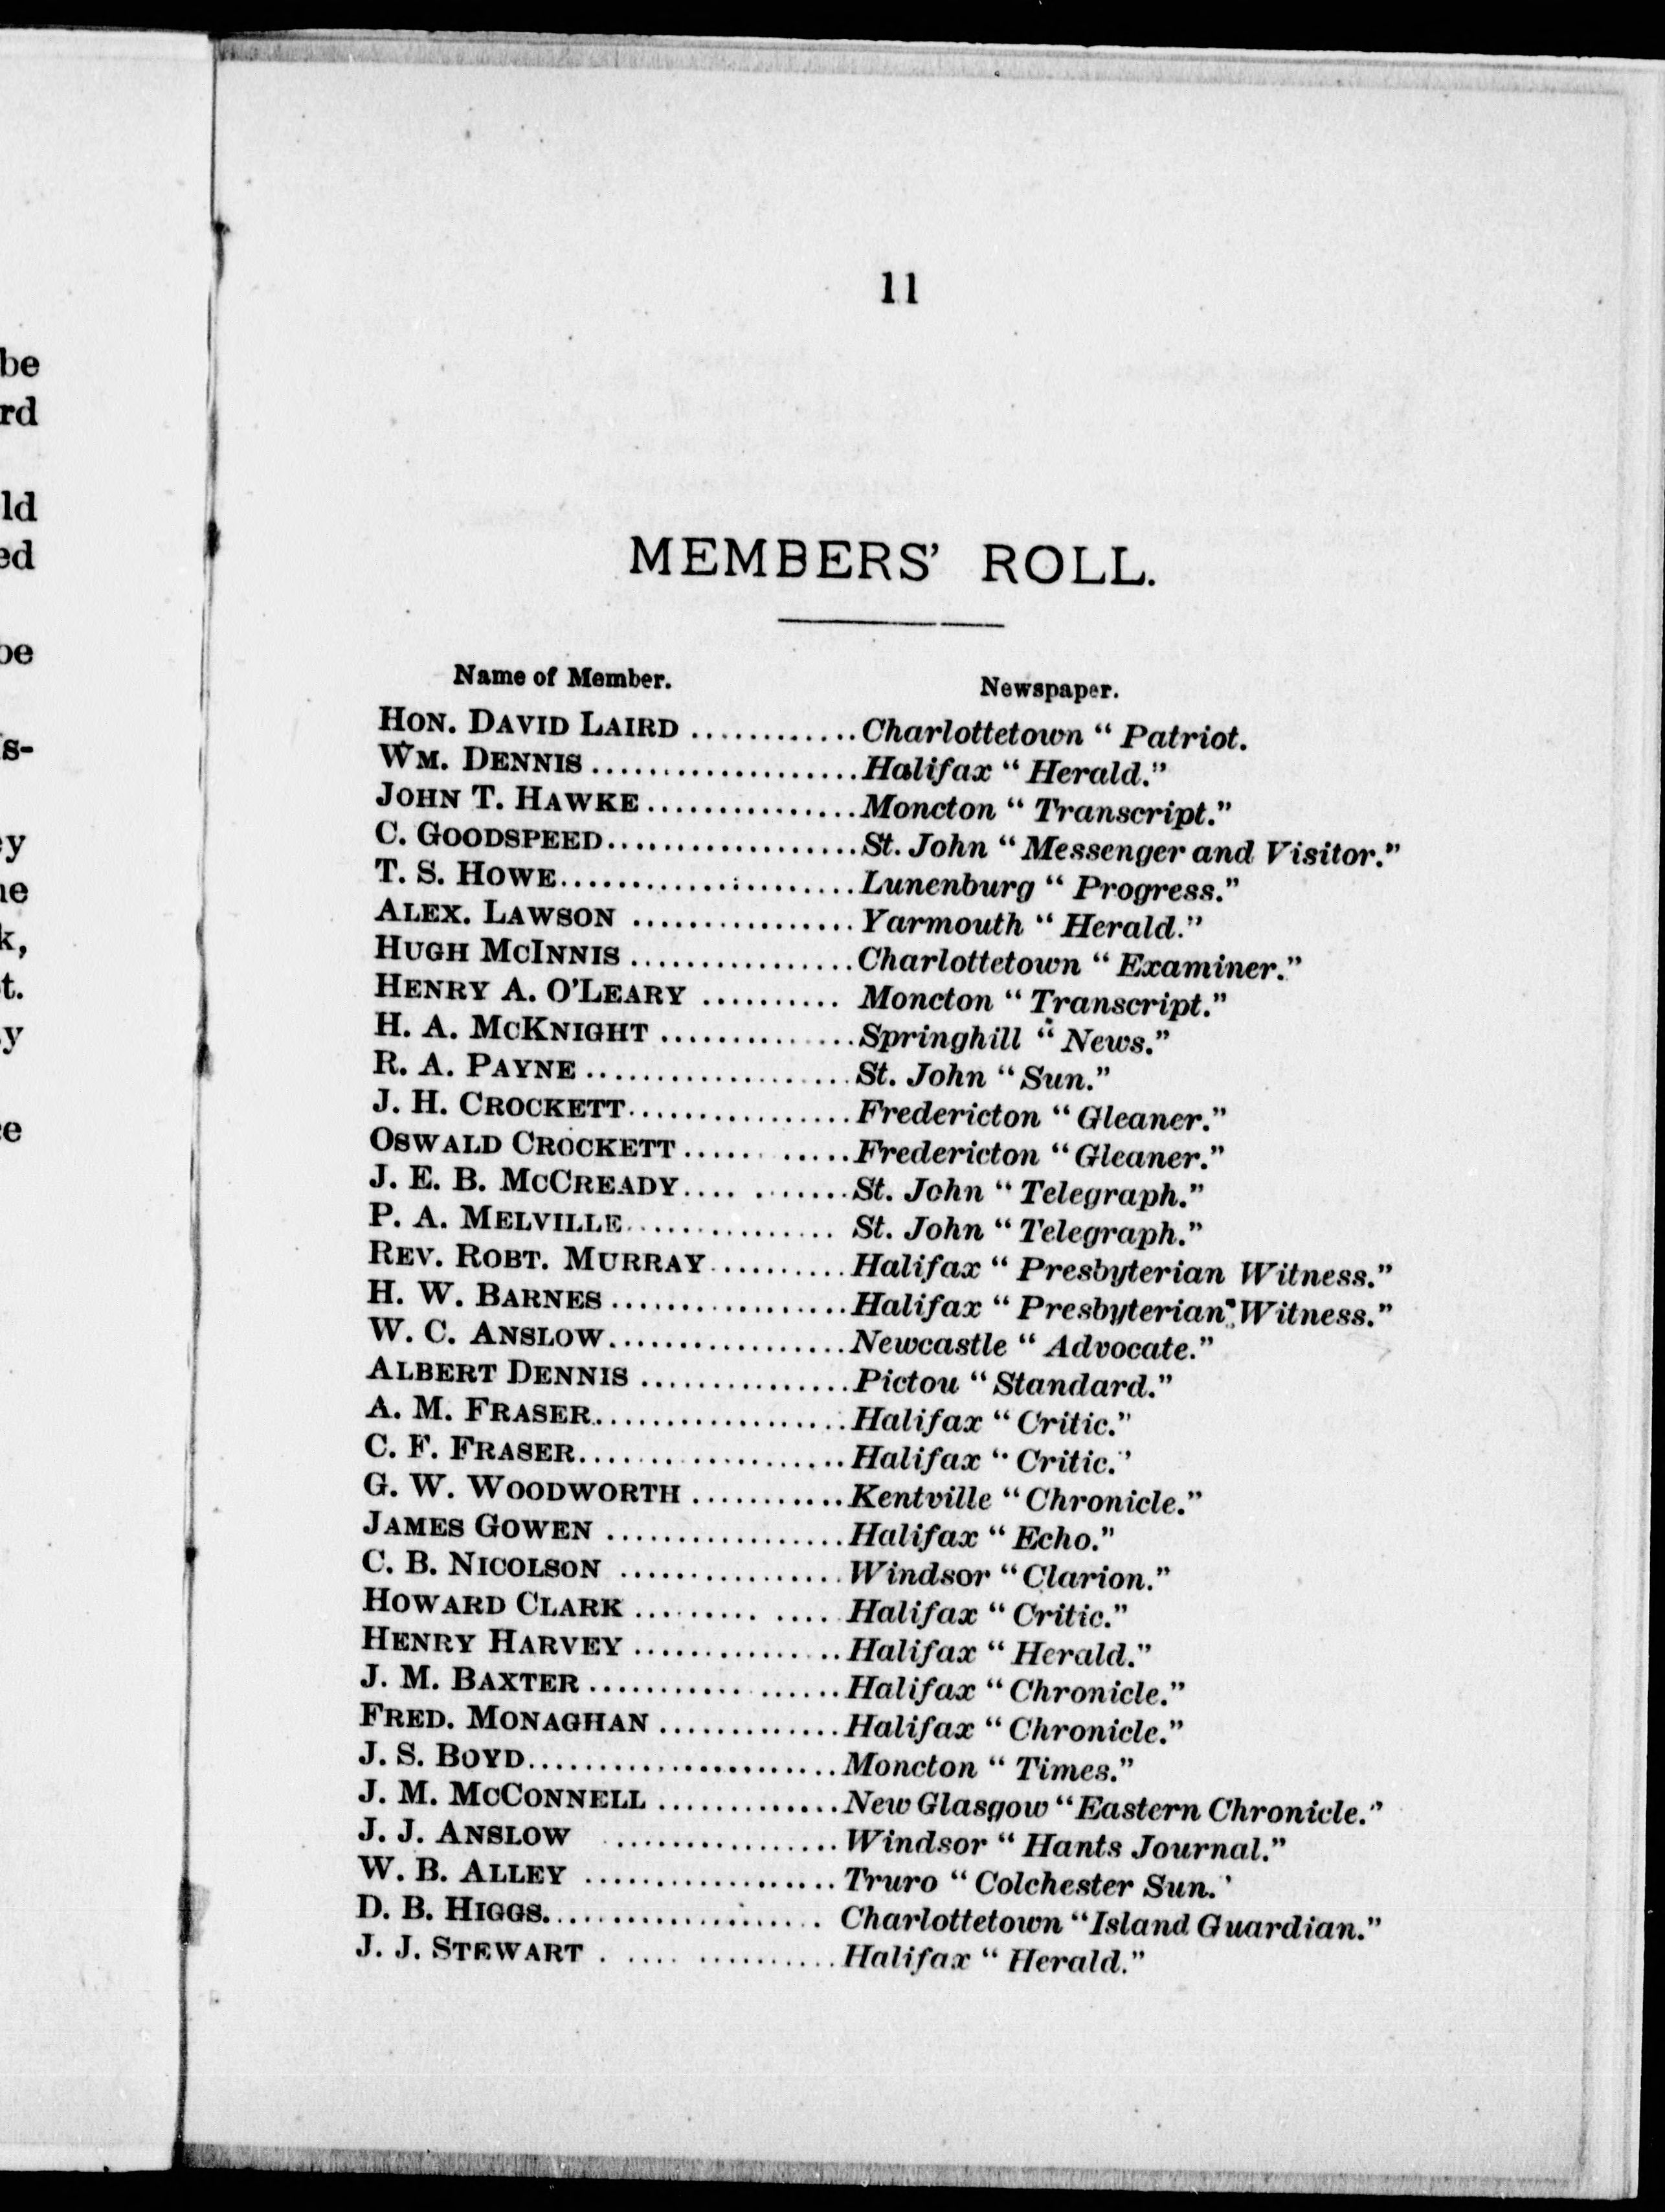 be
rd
ld
ed
be
s-
y
ne
k,
t.
y
e
11
MEMBERS' ROLL.
Name of Member. Newspaper.
HON. DAVID LAIRD ............ Charlottetown " Patriot.
WM. DENNIS ................... Halifax " Herald."
JOHN T. HAWKE ............... Moncton " Transcript."
C. GOODSPEED .................. St. John " Messenger and Visitor."
T. S. HOWE..................... Lunenburg " Progress."
ALEX. LAWSON ................ Yarmouth " Herald."
HUGH MCINNIS ................ Charlottetown " Examiner."
HENRY A. O'LEARY .......... Moncton " Transcript."
H. A. MCKNIGHT .............. Springhill " News."
R. A. PAYNE ................... St. John " Sun."
J. H. CROCKETT................ Fredericton " Gleaner."
OSWALD CROCKETT ............ Fredericton " Gleaner."
J. E. B. MCCREADY.... ....... St. John " Telegraph."
P. A. MELVILLE............... St. John " Telegraph."
REV. ROBT. MURRAY .......... Halifax " Presbyterian Witness."
H. W. BARNES ................. Halifax " Presbyterian Witness."
W. C. ANSLOW................. Newcastle " Advocate."
ALBERT DENNIS ............... Pictou " Standard."
A. M. FRASER.................. Halifax " Critic."
C. F. FRASER................... Halifax " Critic."
G. W. WOODWORTH ........... Kentville " Chronicle."
JAMES GOWEN ................. Halifax " Echo."
C. B. NICOLSON ................ Windsor " Clarion."
HOWARD CLARK ......... .... Halifax " Critic."
HENRY HARVEY ............... Halifax " Herald."
J. M. BAXTER ........... ...... Halifax " Chronicle."
FRED. MONAGHAN ............. Halifax " Chronicle."
J. S. BOYD...................... Moncton " Times."
J. M. MCCONNELL ............. New Glasgow " Eastern Chronicle."
J. J. ANSLOW ................ Windsor " Hants Journal."
W. B. ALLEY .................. Truro " Colchester Sun.'
D. B. HIGGS.................... Charlottetown " Island Guardian."
J. J. STEWART . .... .......... Halifax " Herald."